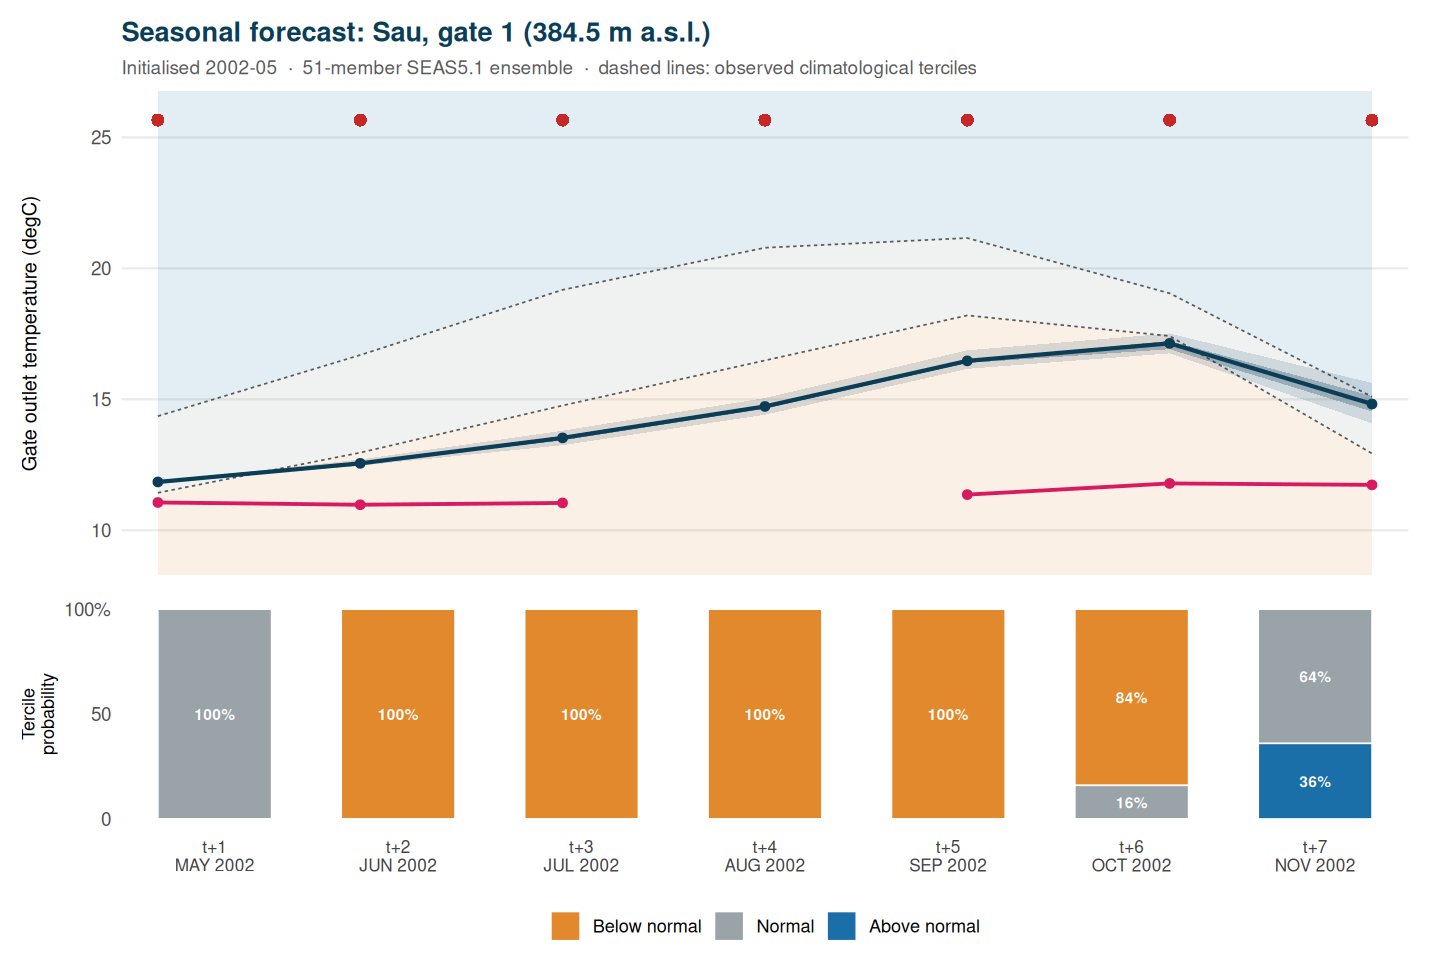 Seasonal forecast: Sau, gate 1 (384.5 m a.s.l.)
Initialised 2002-05 · 51-member SEAS5.1 ensemble · dashed lines: observed climatological terciles
Gate outlet temperature (degC)
25
20
15
10
Tercile
probability
100%
50
0
100%
100%
100%
100%
100%
84%
16%
64%
36%
t+1
MAY 2002
t+2
JUN 2002
t+3
JUL 2002
t+4
AUG 2002
t+5
SEP 2002
t+6
OCT 2002
t+7
NOV 2002
Below normal
Normal
Above normal